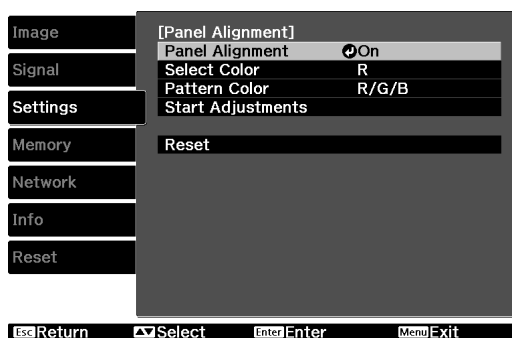 Image
Signal
Settings
Memory
Network
Info
Reset
[Panel Alignment]
Panel Alignment On
Select Color R
Pattern Color R/G/B
Start Adjustments
Reset
Esc Return Select Enter Enter Menu Exit